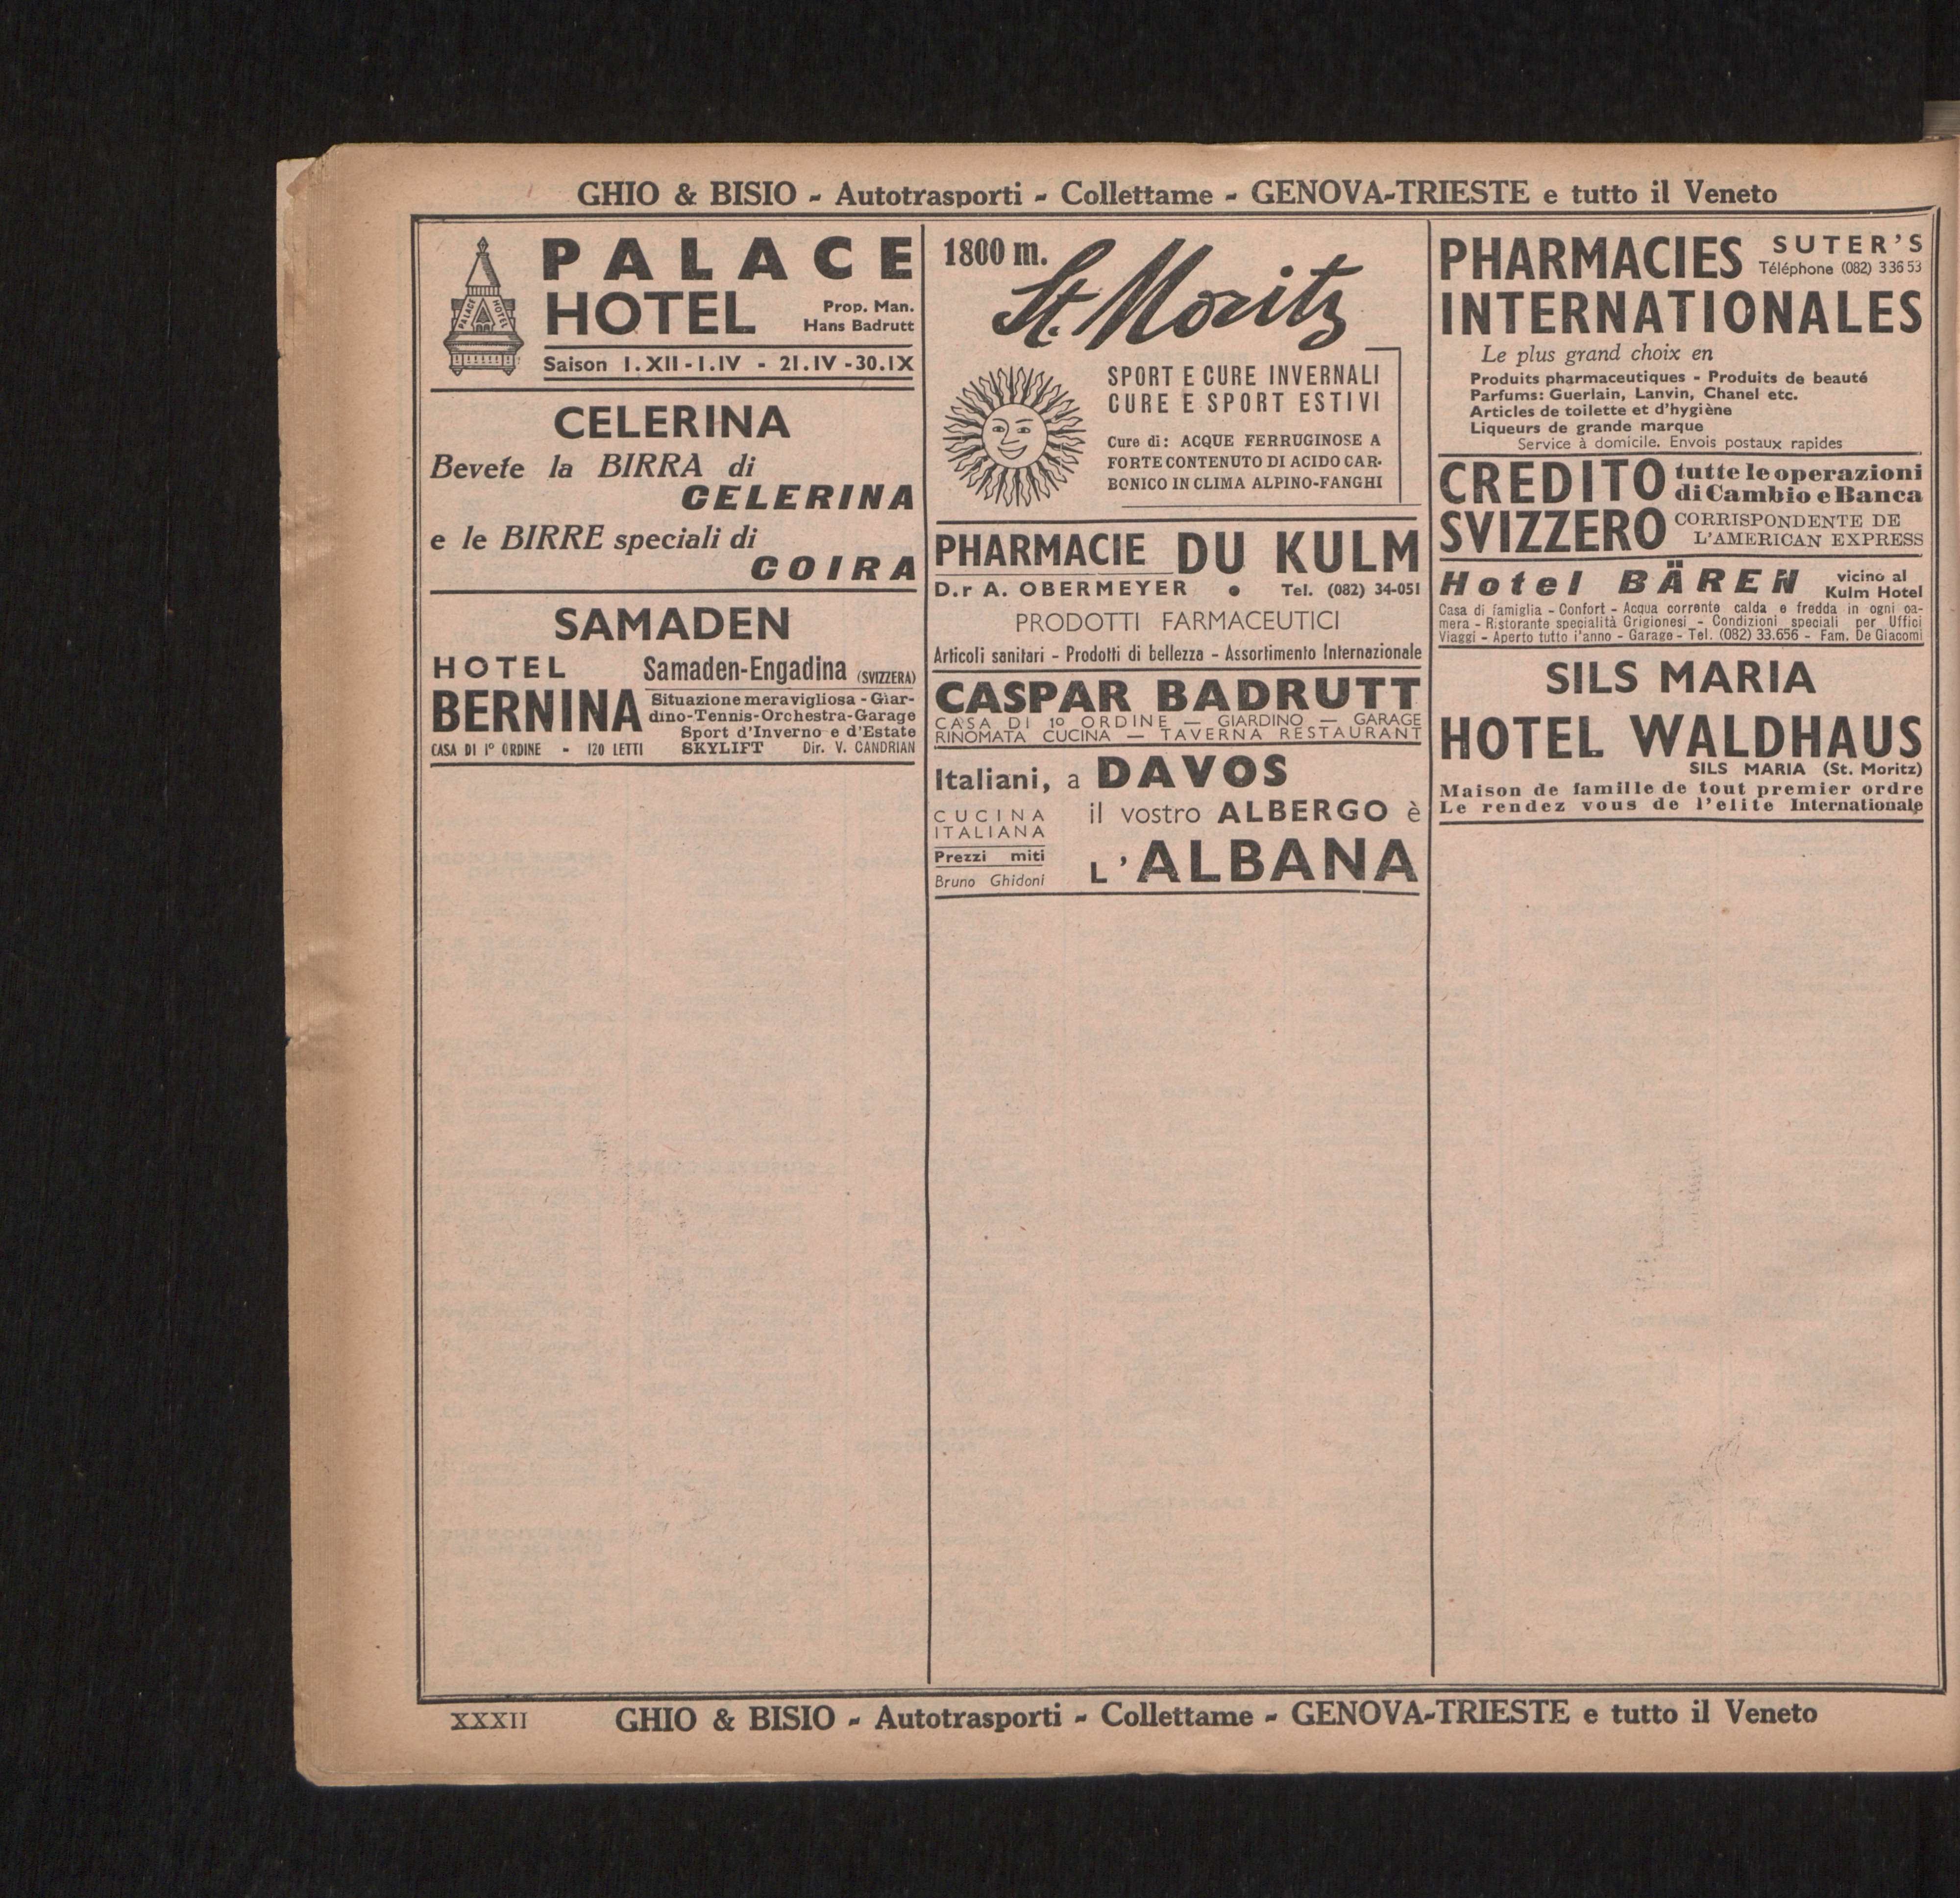 GHIO & BISIO - Autotrasporti - Collettame - GENOVA-TRIESTE e tutto il Veneto
PALACE
HOTEL
PALACE HOTEL
Prop. Man.
Hans Badrutt
Saison 1.XII-1.IV - 21.IV-30.IX
CELERINA
Bevete la BIRRA di
CELERINA
e le BIRRE speciali di
COIRA
SAMADEN
HOTEL
BERNINA
Samaden-Engadina (SVIZZERA)
Situazione meravigliosa - Giar-
dino-Tennis-Orchestra-Garage
Sport d'Inverno e d'Estate
CASA DI 1º ORDINE - 120 LETTI SKYLIFT Dir. V. CANDRIAN
1800 m.
St. Moritz
SPORT E CURE INVERNALI
CURE E SPORT ESTIVI
Cure di: ACQUE FERRUGINOSE A
FORTE CONTENUTO DI ACIDO CAR-
BONICO IN CLIMA ALPINO-FANGHI
PHARMACIE DU KULM
D.r A. OBERMEYER • Tel. (082) 34-051
PRODOTTI FARMACEUTICI
Articoli sanitari - Prodotti di bellezza - Assortimento Internazionale
CASPAR BADRUTT
CASA DI 1º ORDINE — GIARDINO — GARAGE
RINOMATA CUCINA — TAVERNA RESTAURANT
Italiani, a DAVOS
il vostro ALBERGO è
L'ALBANA
CUCINA
ITALIANA
Prezzi miti
Bruno Ghidoni
PHARMACIES SUTER'S
Téléphone (082) 33653
INTERNATIONALES
Le plus grand choix en
Produits pharmaceutiques - Produits de beauté
Parfums: Guerlain, Lanvin, Chanel etc.
Articles de toilette et d'hygiène
Liqueurs de grande marque
Service à domicile. Envois postaux rapides
CREDITO
SVIZZERO
tutte le operazioni
di Cambio e Banca
CORRISPONDENTE DE
L'AMERICAN EXPRESS
Hotel BÄREN vicino al
Kulm Hotel
Casa di famiglia - Confort - Acqua corrente calda e fredda in ogni ca-
mera - Ristorante specialità Grigionesi - Condizioni speciali per Uffici
Viaggi - Aperto tutto l'anno - Garage - Tel. (082) 33.656 - Fam. De Giacomi
SILS MARIA
HOTEL WALDHAUS
SILS MARIA (St. Moritz)
Maison de famille de tout premier ordre
Le rendez vous de l'elite Internationale
XXXII GHIO & BISIO - Autotrasporti - Collettame - GENOVA-TRIESTE e tutto il Veneto